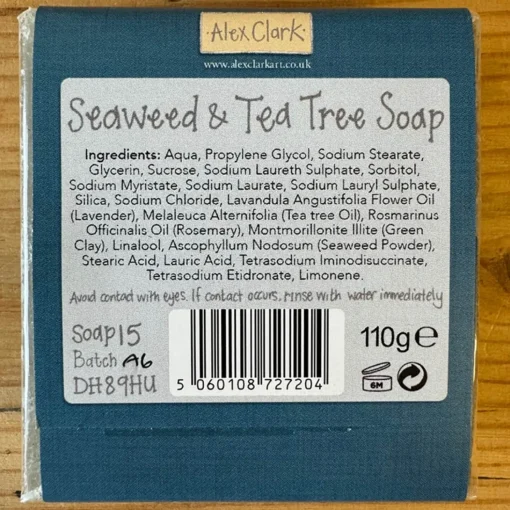 Alex Clark
www.alexclarkart.co.uk
Seaweed & Tea Tree Soap
Ingredients: Aqua, Propylene Glycol, Sodium Stearate,
Glycerin, Sucrose, Sodium Laureth Sulphate, Sorbitol,
Sodium Myristate, Sodium Laurate, Sodium Lauryl Sulphate,
Silica, Sodium Chloride, Lavandula Angustifolia Flower Oil
(Lavender), Melaleuca Alternifolia (Tea tree Oil), Rosmarinus
Officinalis Oil (Rosemary), Montmorillonite Illite (Green
Clay), Linalool, Ascophyllum Nodosum (Seaweed Powder),
Stearic Acid, Lauric Acid, Tetrasodium Iminodisuccinate,
Tetrasodium Etidronate, Limonene.
Avoid contact with eyes. If contact occurs, rinse with water immediately
Soap15
Batch A6
DH89HU
5 060108 727204
110g e
6M